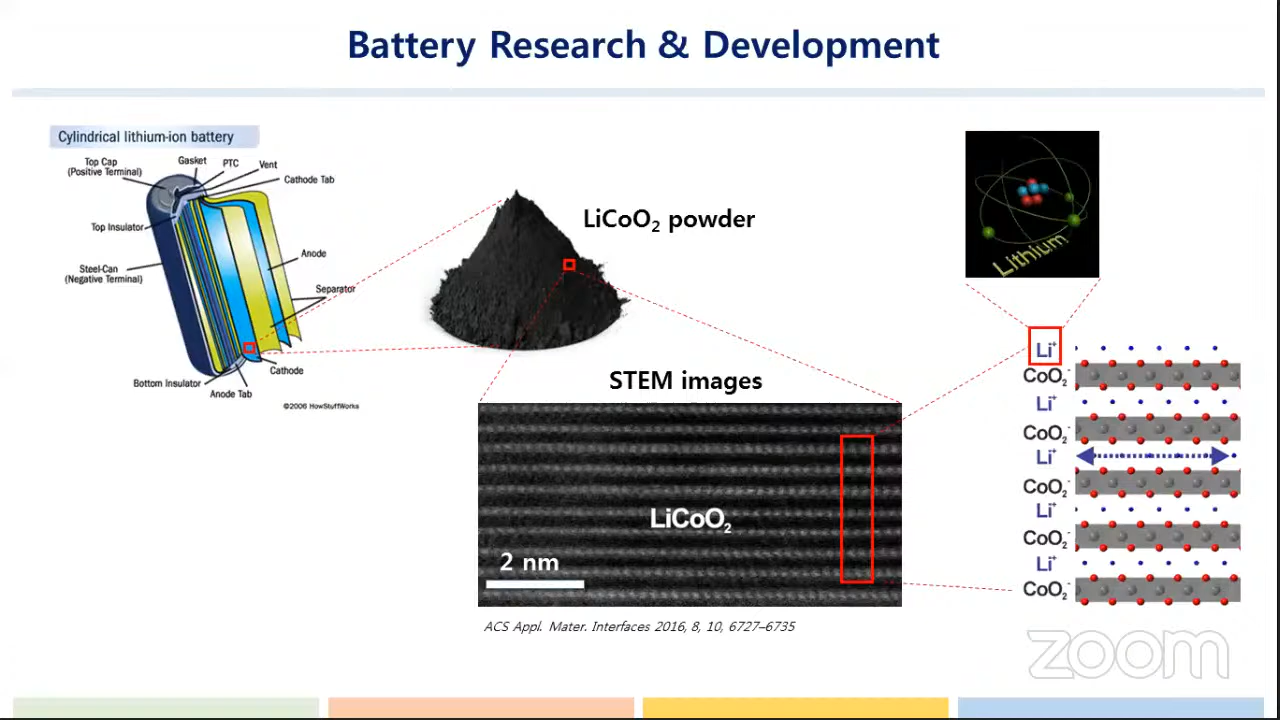 Battery Research & Development
Cylindrical lithium-ion battery
Top Cap
(Positive Terminal)
Gasket
PTC
Vent
Cathode Tab
Top Insulator
Anode
Steel-Can
(Negative Terminal)
Separator
Cathode
Bottom Insulator
Anode Tab
©2006 HowStuffWorks
LiCoO₂ powder
STEM images
LiCoO₂
2 nm
ACS Appl. Mater. Interfaces 2016, 8, 10, 6727–6735
Lithium
Li⁺
CoO₂⁻
Li⁺
CoO₂⁻
Li⁺
CoO₂⁻
Li⁺
CoO₂⁻
Li⁺
CoO₂⁻
zoom